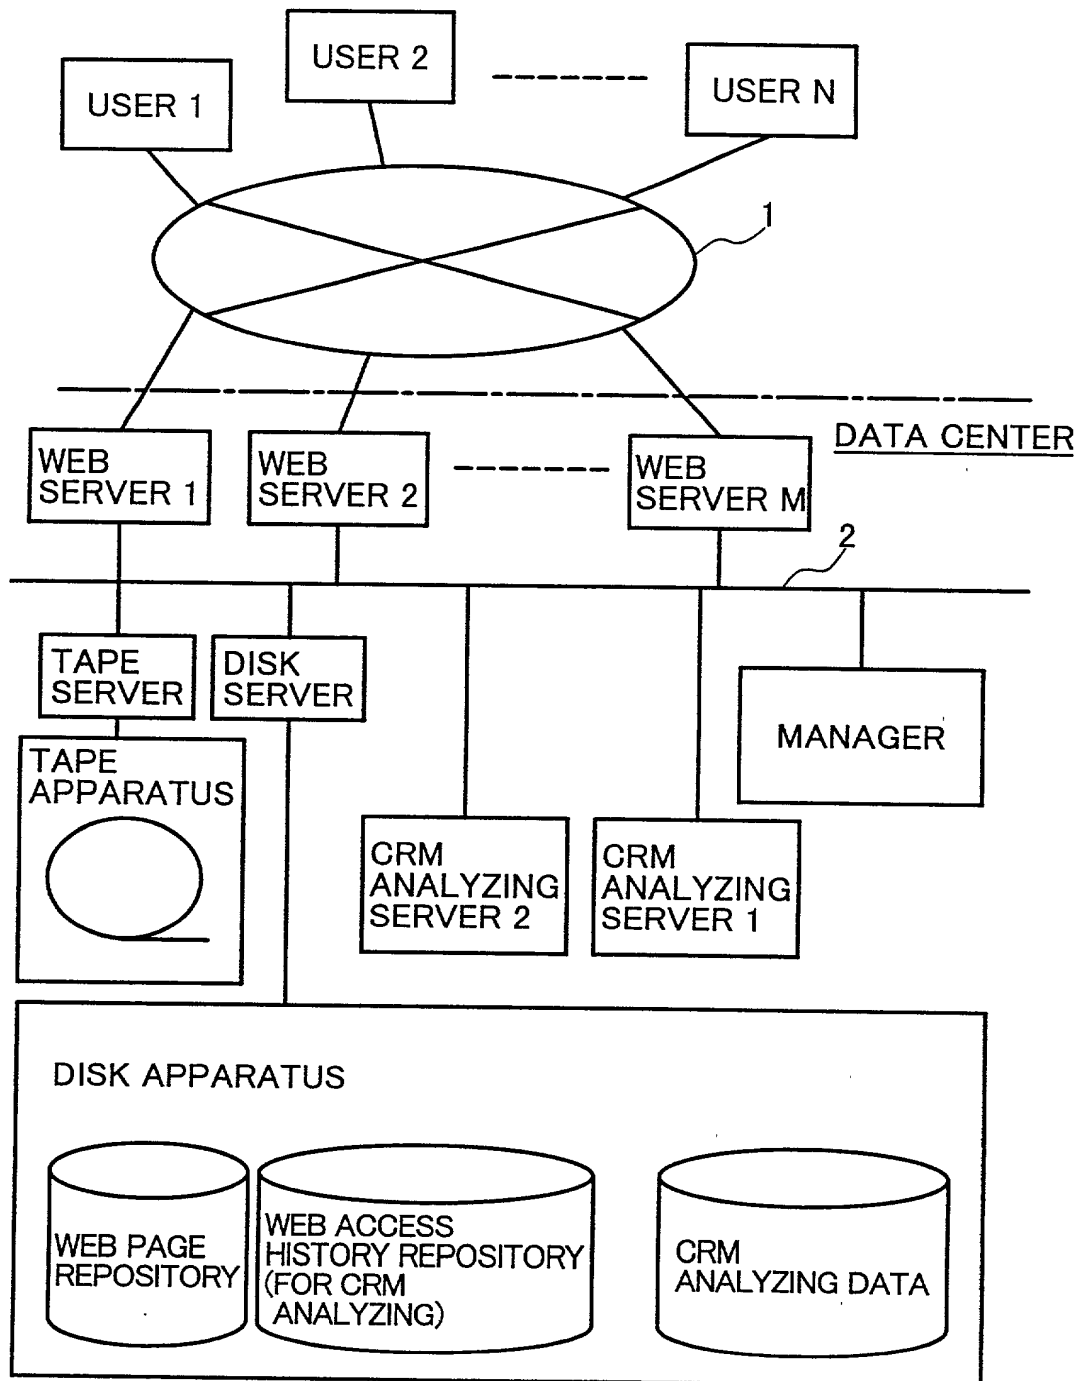 USER 1
USER 2
USER N
1
DATA CENTER
WEB
SERVER 1
WEB
SERVER 2
WEB
SERVER M
2
TAPE
SERVER
DISK
SERVER
MANAGER
TAPE
APPARATUS
CRM
ANALYZING
SERVER 2
CRM
ANALYZING
SERVER 1
DISK APPARATUS
WEB PAGE
REPOSITORY
WEB ACCESS
HISTORY REPOSITORY
(FOR CRM
ANALYZING)
CRM
ANALYZING DATA